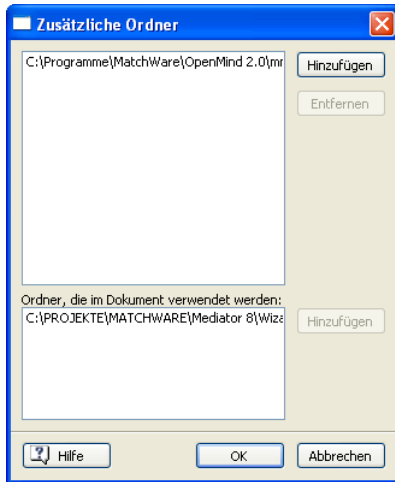 Zusätzliche Ordner
C:\Programme\MatchWare\OpenMind 2.0\
Hinzufügen
Entfernen
Ordner, die im Dokument verwendet werden:
C:\PROJEKTE\MATCHWARE\Mediator 8\Wiza
Hinzufügen
Hilfe
OK
Abbrechen